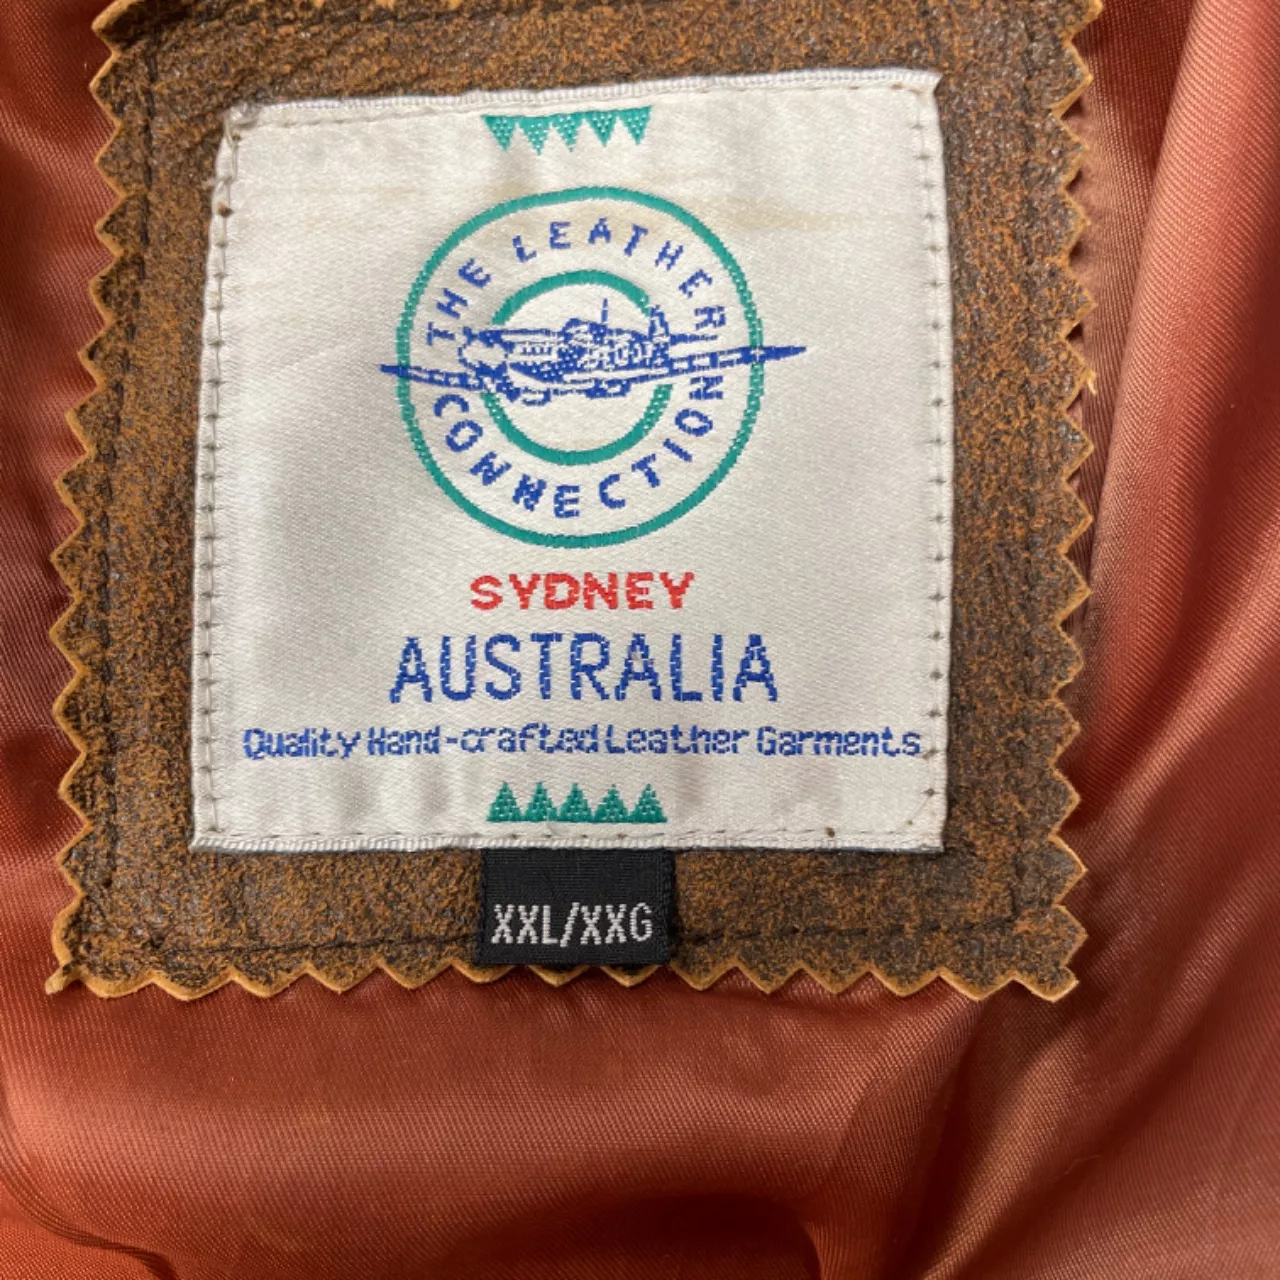 THE LEATHER
CONNECTION
SYDNEY
AUSTRALIA
Quality Hand-crafted Leather Garments
XXL/XXG